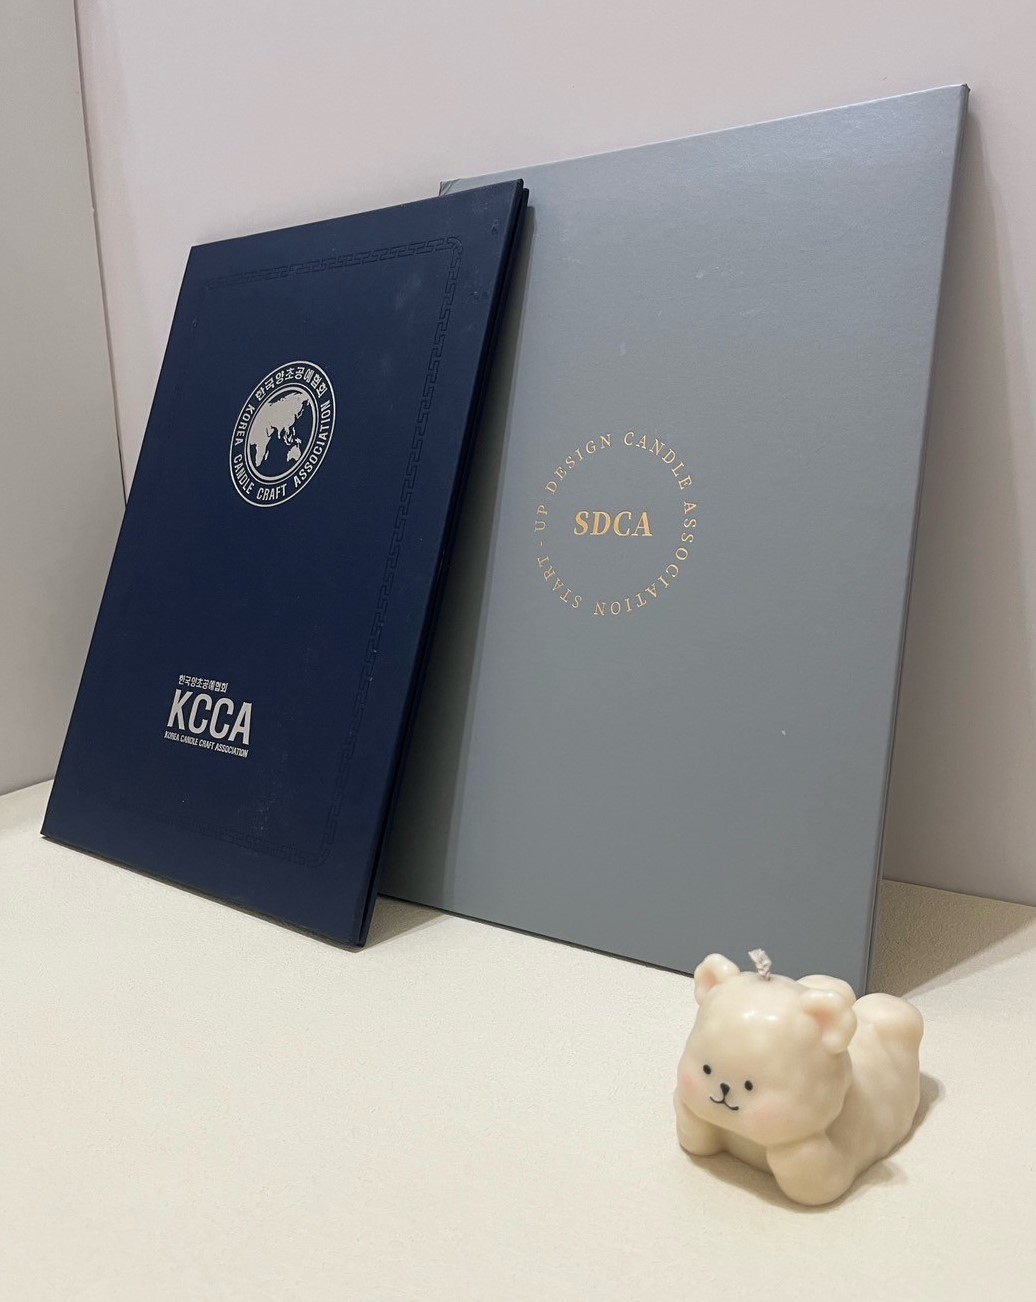 한국양초공예협회
KOREA CANDLE CRAFT ASSOCIATION
한국양초공예협회
KCCA
KOREA CANDLE CRAFT ASSOCIATION
START-UP DESIGN CANDLE ASSOCIATION
SDCA